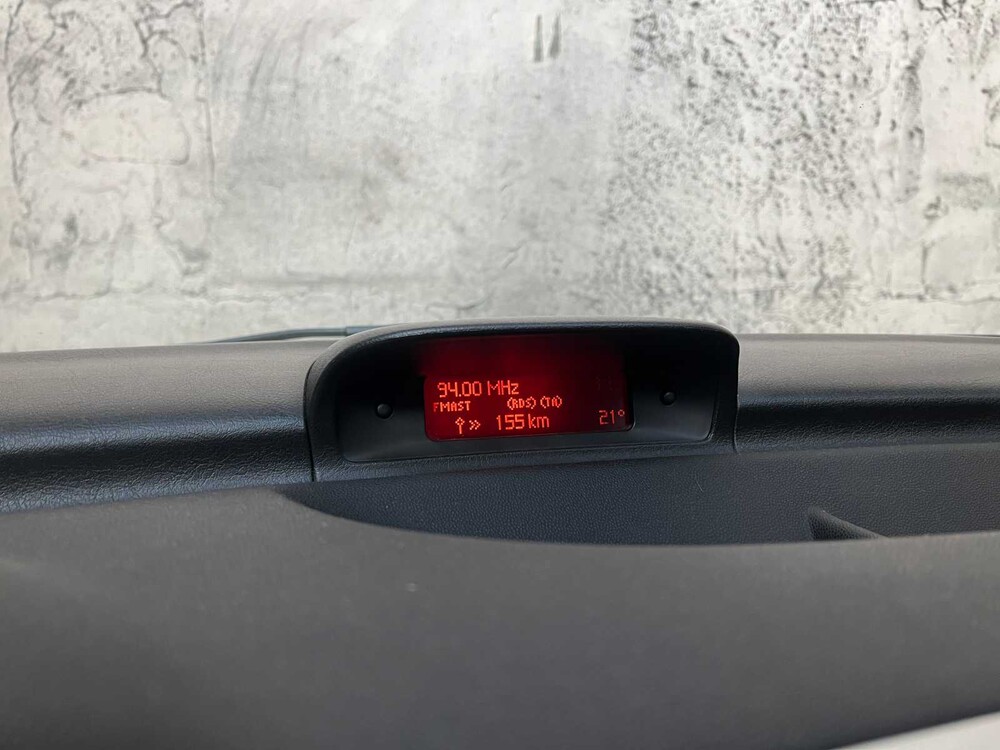 94.00 MHz
FMAST (RDS) (TA)
155 km 21°